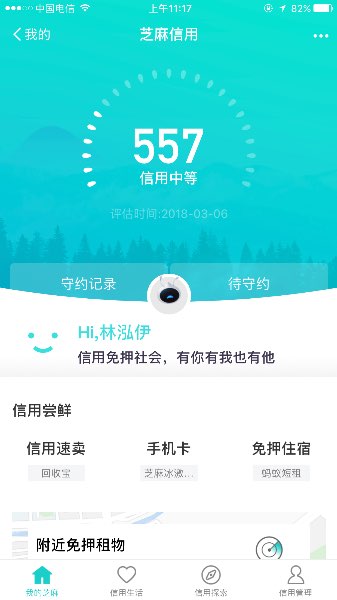 中国电信 上午11:17 82%
我的 芝麻信用
557
信用中等
评估时间:2018-03-06
守约记录 待守约
Hi,林泓伊
信用免押社会，有你有我也有他
信用尝鲜
信用速卖 手机卡 免押住宿
回收宝 芝麻冰激... 蚂蚁短租
附近免押租物
我的芝麻 信用生活 信用探索 信用管理